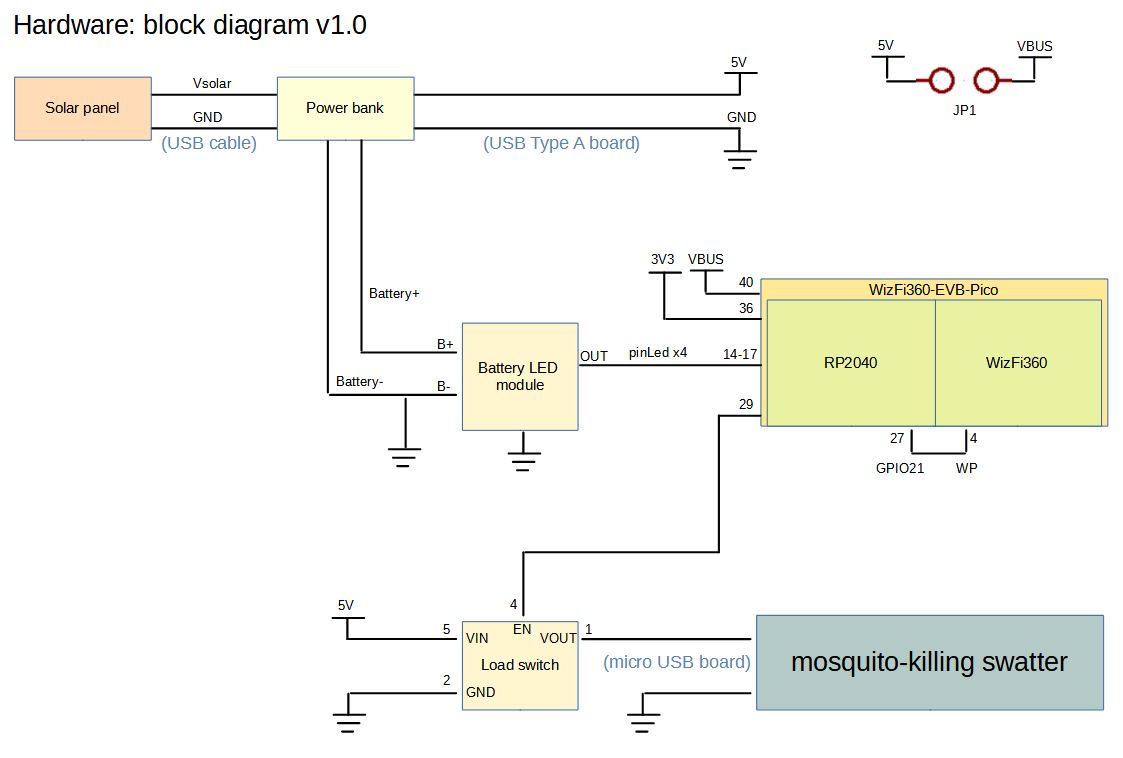 Hardware: block diagram v1.0
5V
VBUS
JP1
Solar panel
Vsolar
GND
(USB cable)
Power bank
5V
GND
(USB Type A board)
Battery+
Battery-
B+
B-
Battery LED
module
OUT
pinLed x4
3V3
VBUS
40
36
14-17
29
WizFi360-EVB-Pico
RP2040
WizFi360
27
4
GPIO21
WP
5V
5
2
4
EN
VIN
VOUT
1
Load switch
GND
(micro USB board)
mosquito-killing swatter